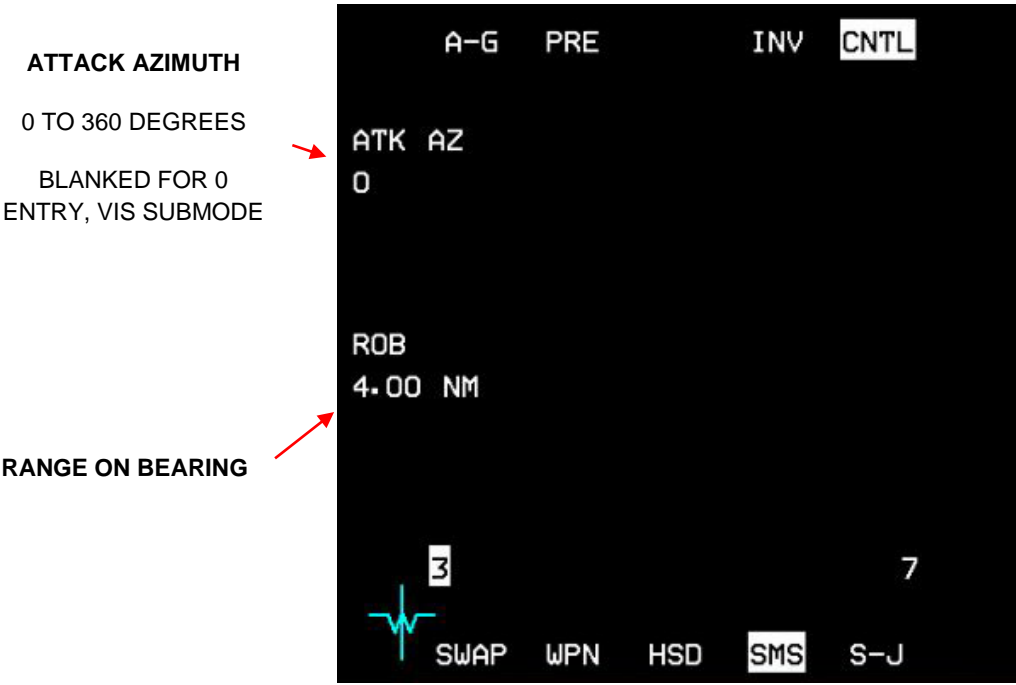 A-G PRE INV CNTL
ATTACK AZIMUTH
0 TO 360 DEGREES
BLANKED FOR 0
ENTRY, VIS SUBMODE
ATK AZ
0
ROB
4.00 NM
RANGE ON BEARING
3 7
SWAP WPN HSD SMS S-J